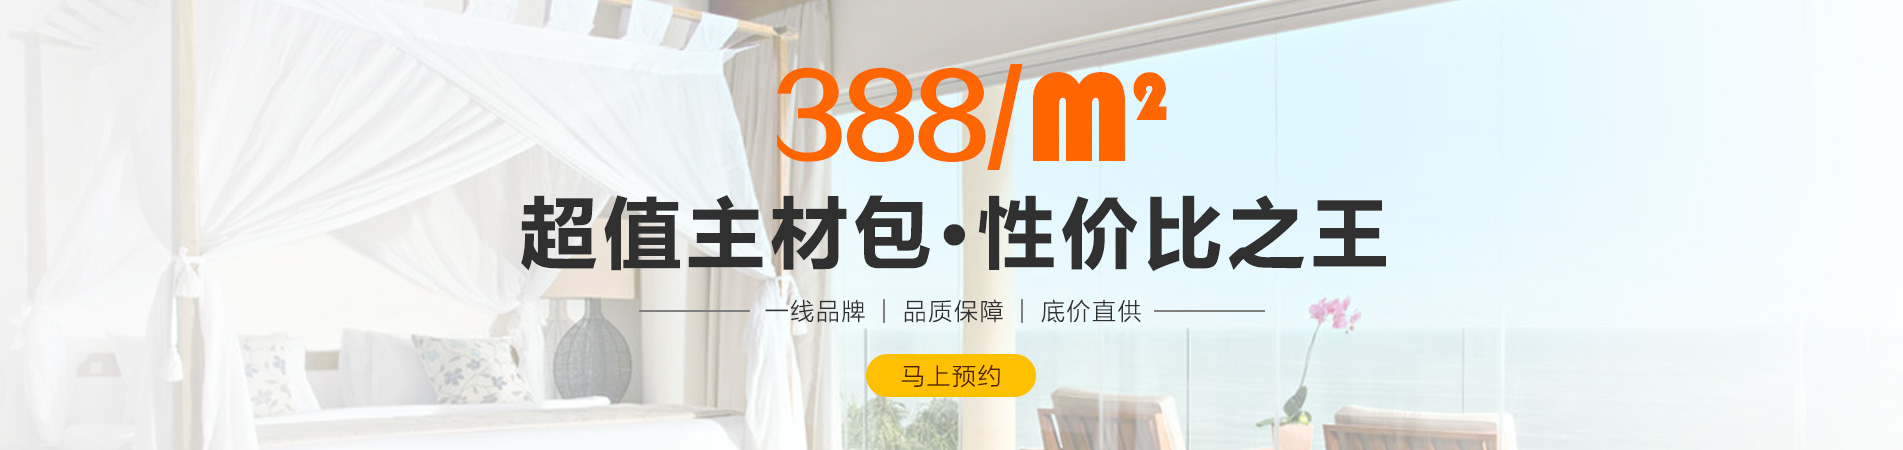 388/m²
超值主材包·性价比之王
一线品牌 | 品质保障 | 底价直供
马上预约